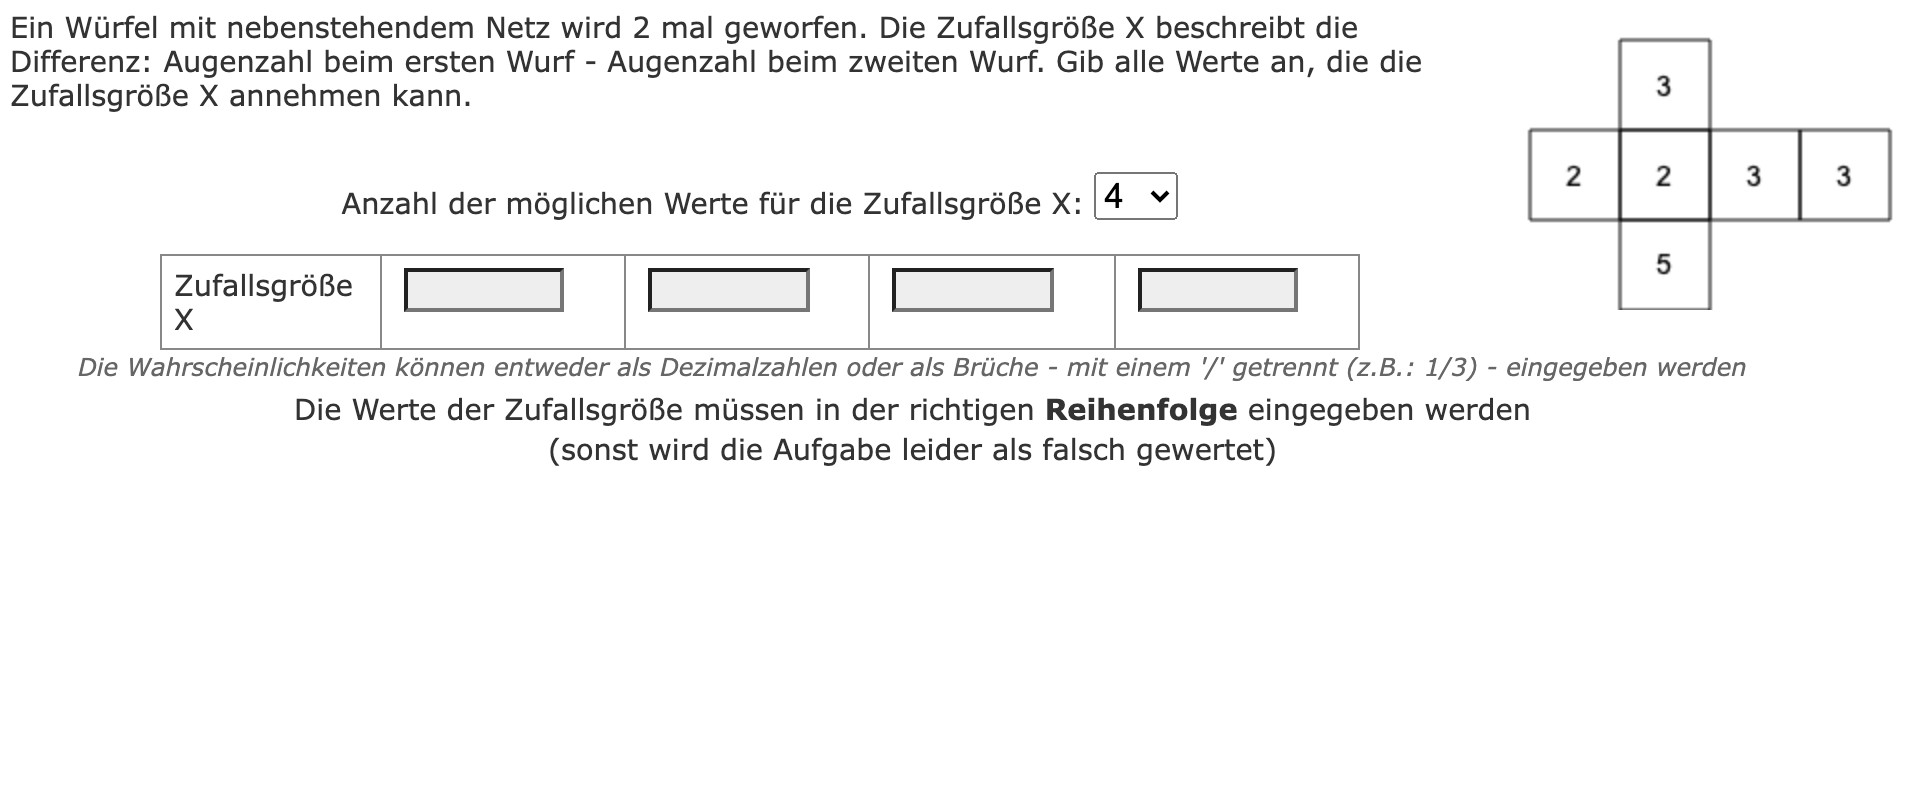 Ein Würfel mit nebenstehendem Netz wird 2 mal geworfen. Die Zufallsgröße X beschreibt die
Differenz: Augenzahl beim ersten Wurf - Augenzahl beim zweiten Wurf. Gib alle Werte an, die die
Zufallsgröße X annehmen kann.
3
2 2 3 3
5
Anzahl der möglichen Werte für die Zufallsgröße X: 4
Zufallsgröße
X
Die Wahrscheinlichkeiten können entweder als Dezimalzahlen oder als Brüche - mit einem '/' getrennt (z.B.: 1/3) - eingegeben werden
Die Werte der Zufallsgröße müssen in der richtigen Reihenfolge eingegeben werden
(sonst wird die Aufgabe leider als falsch gewertet)